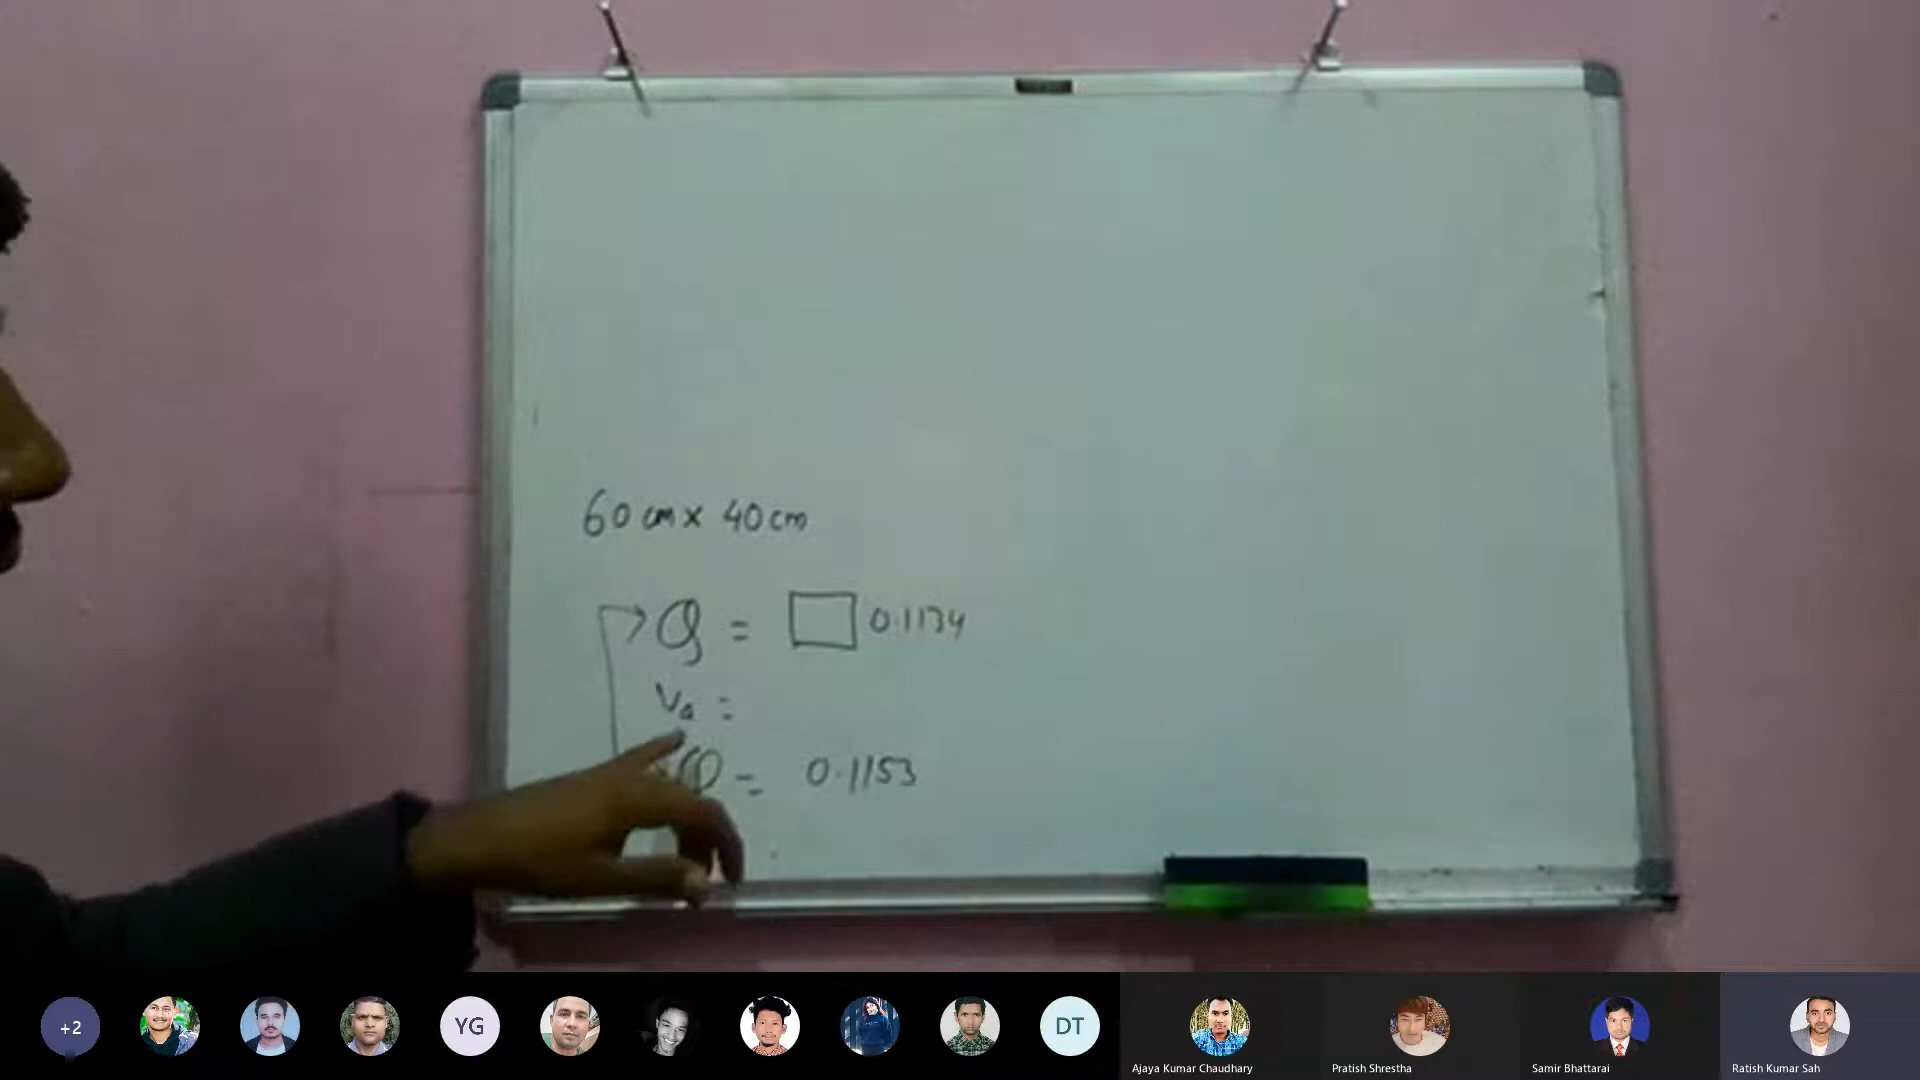 60 cm x 40 cm
Q = 0.1134
Va =
Q = 0.1153
+2
YG
DT
Ajaya Kumar Chaudhary
Pratish Shrestha
Samir Bhattarai
Ratish Kumar Sah